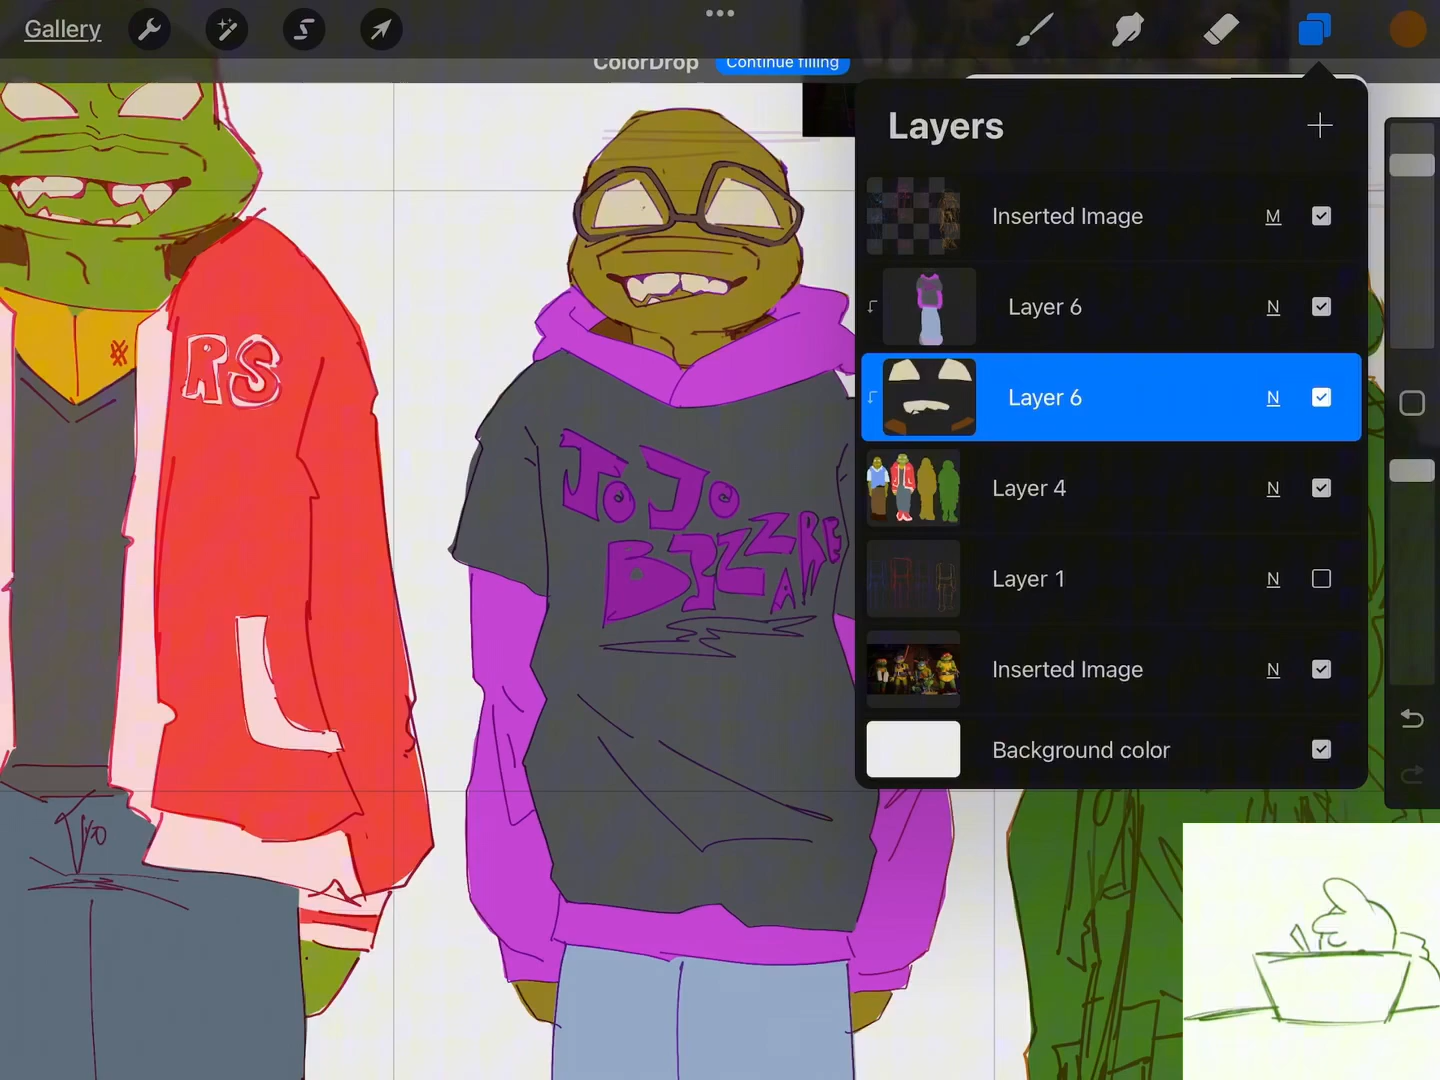 Gallery
ColorDrop Continue filling
Layers
Inserted Image M
Layer 6 N
Layer 6 N
Layer 4 N
Layer 1 N
Inserted Image N
Background color
RS
JoJo
BIZZARRE